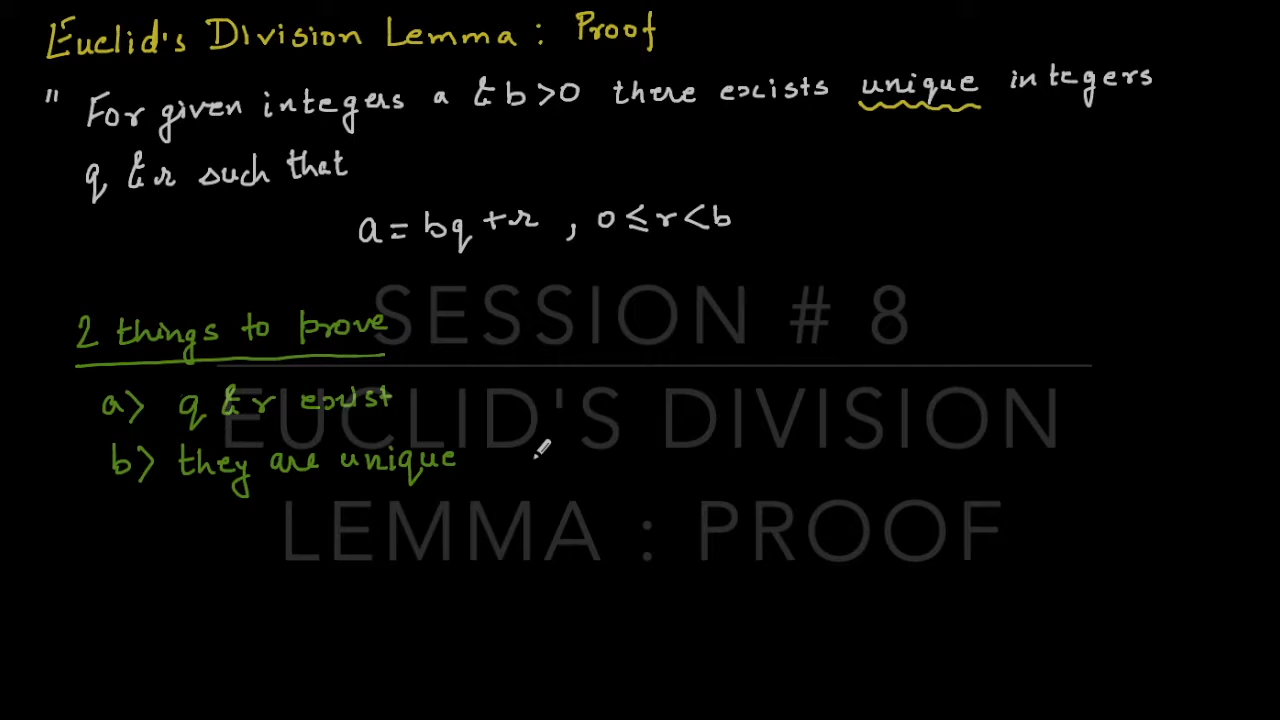 Euclid's Division Lemma : Proof
" For given integers a & b > 0 there exists unique integers
q & r such that
a = bq + r , 0 ≤ r < b
SESSION # 8
2 things to prove
EUCLID'S DIVISION
a> q & r exist
b> they are unique
LEMMA : PROOF